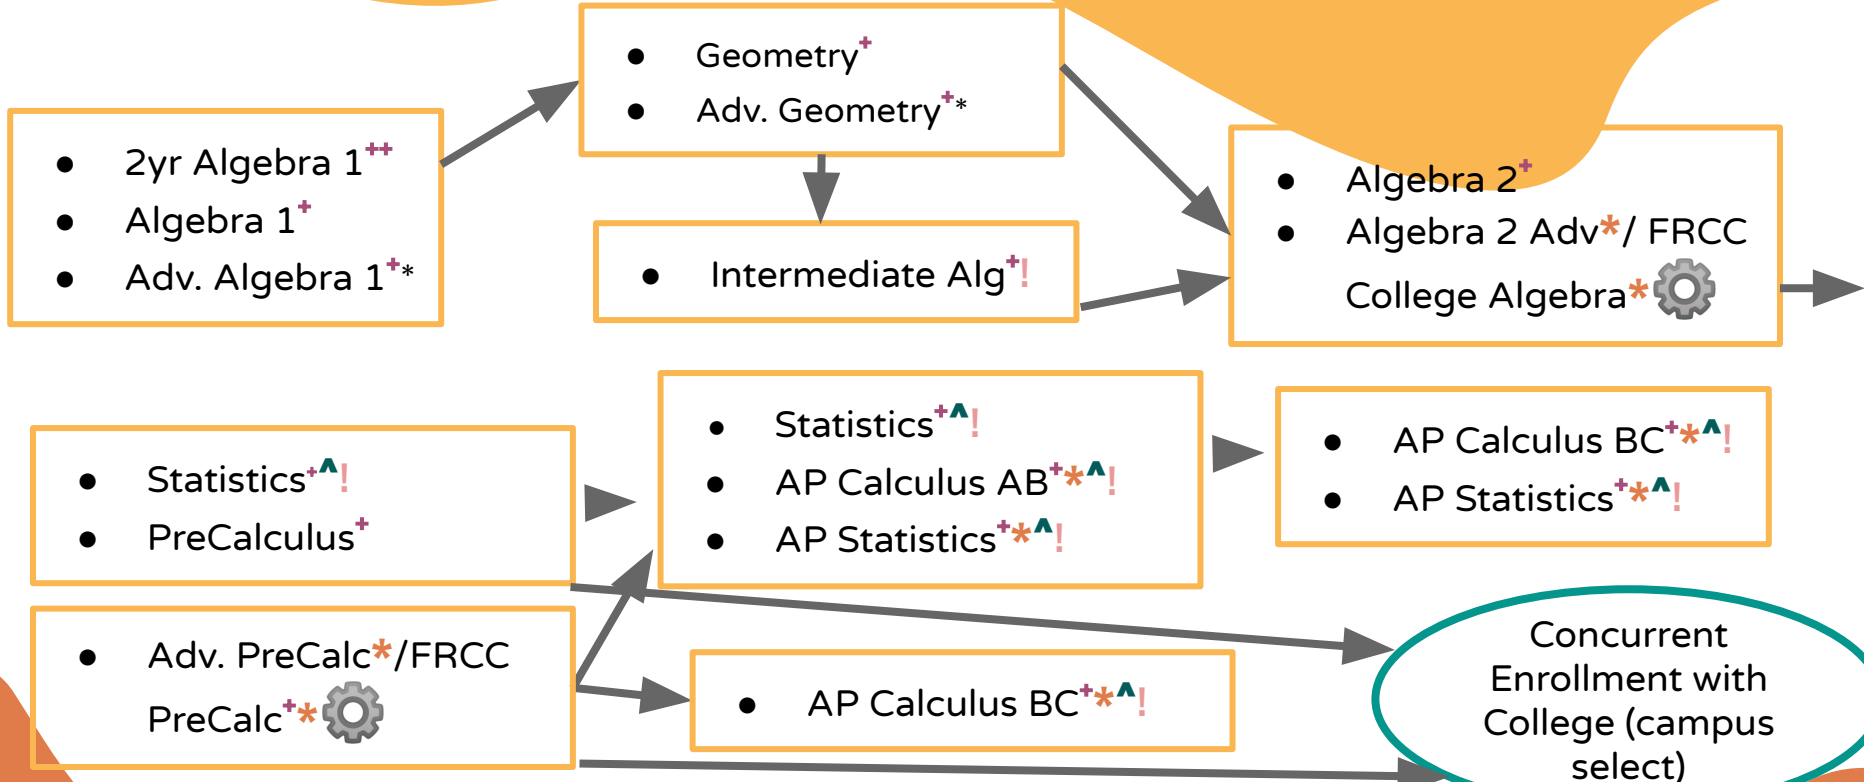 ● Geometry+
● Adv. Geometry+*
● 2yr Algebra 1++
● Algebra 1+
● Adv. Algebra 1+*
● Intermediate Alg+!
● Algebra 2+
● Algebra 2 Adv*/ FRCC
College Algebra*⚙
● Statistics+^!
● PreCalculus+
● Adv. PreCalc*/FRCC
PreCalc+*⚙
● Statistics+^!
● AP Calculus AB+*^!
● AP Statistics+*^!
● AP Calculus BC+*^!
● AP Statistics+*^!
● AP Calculus BC+*^!
Concurrent
Enrollment with
College (campus
select)